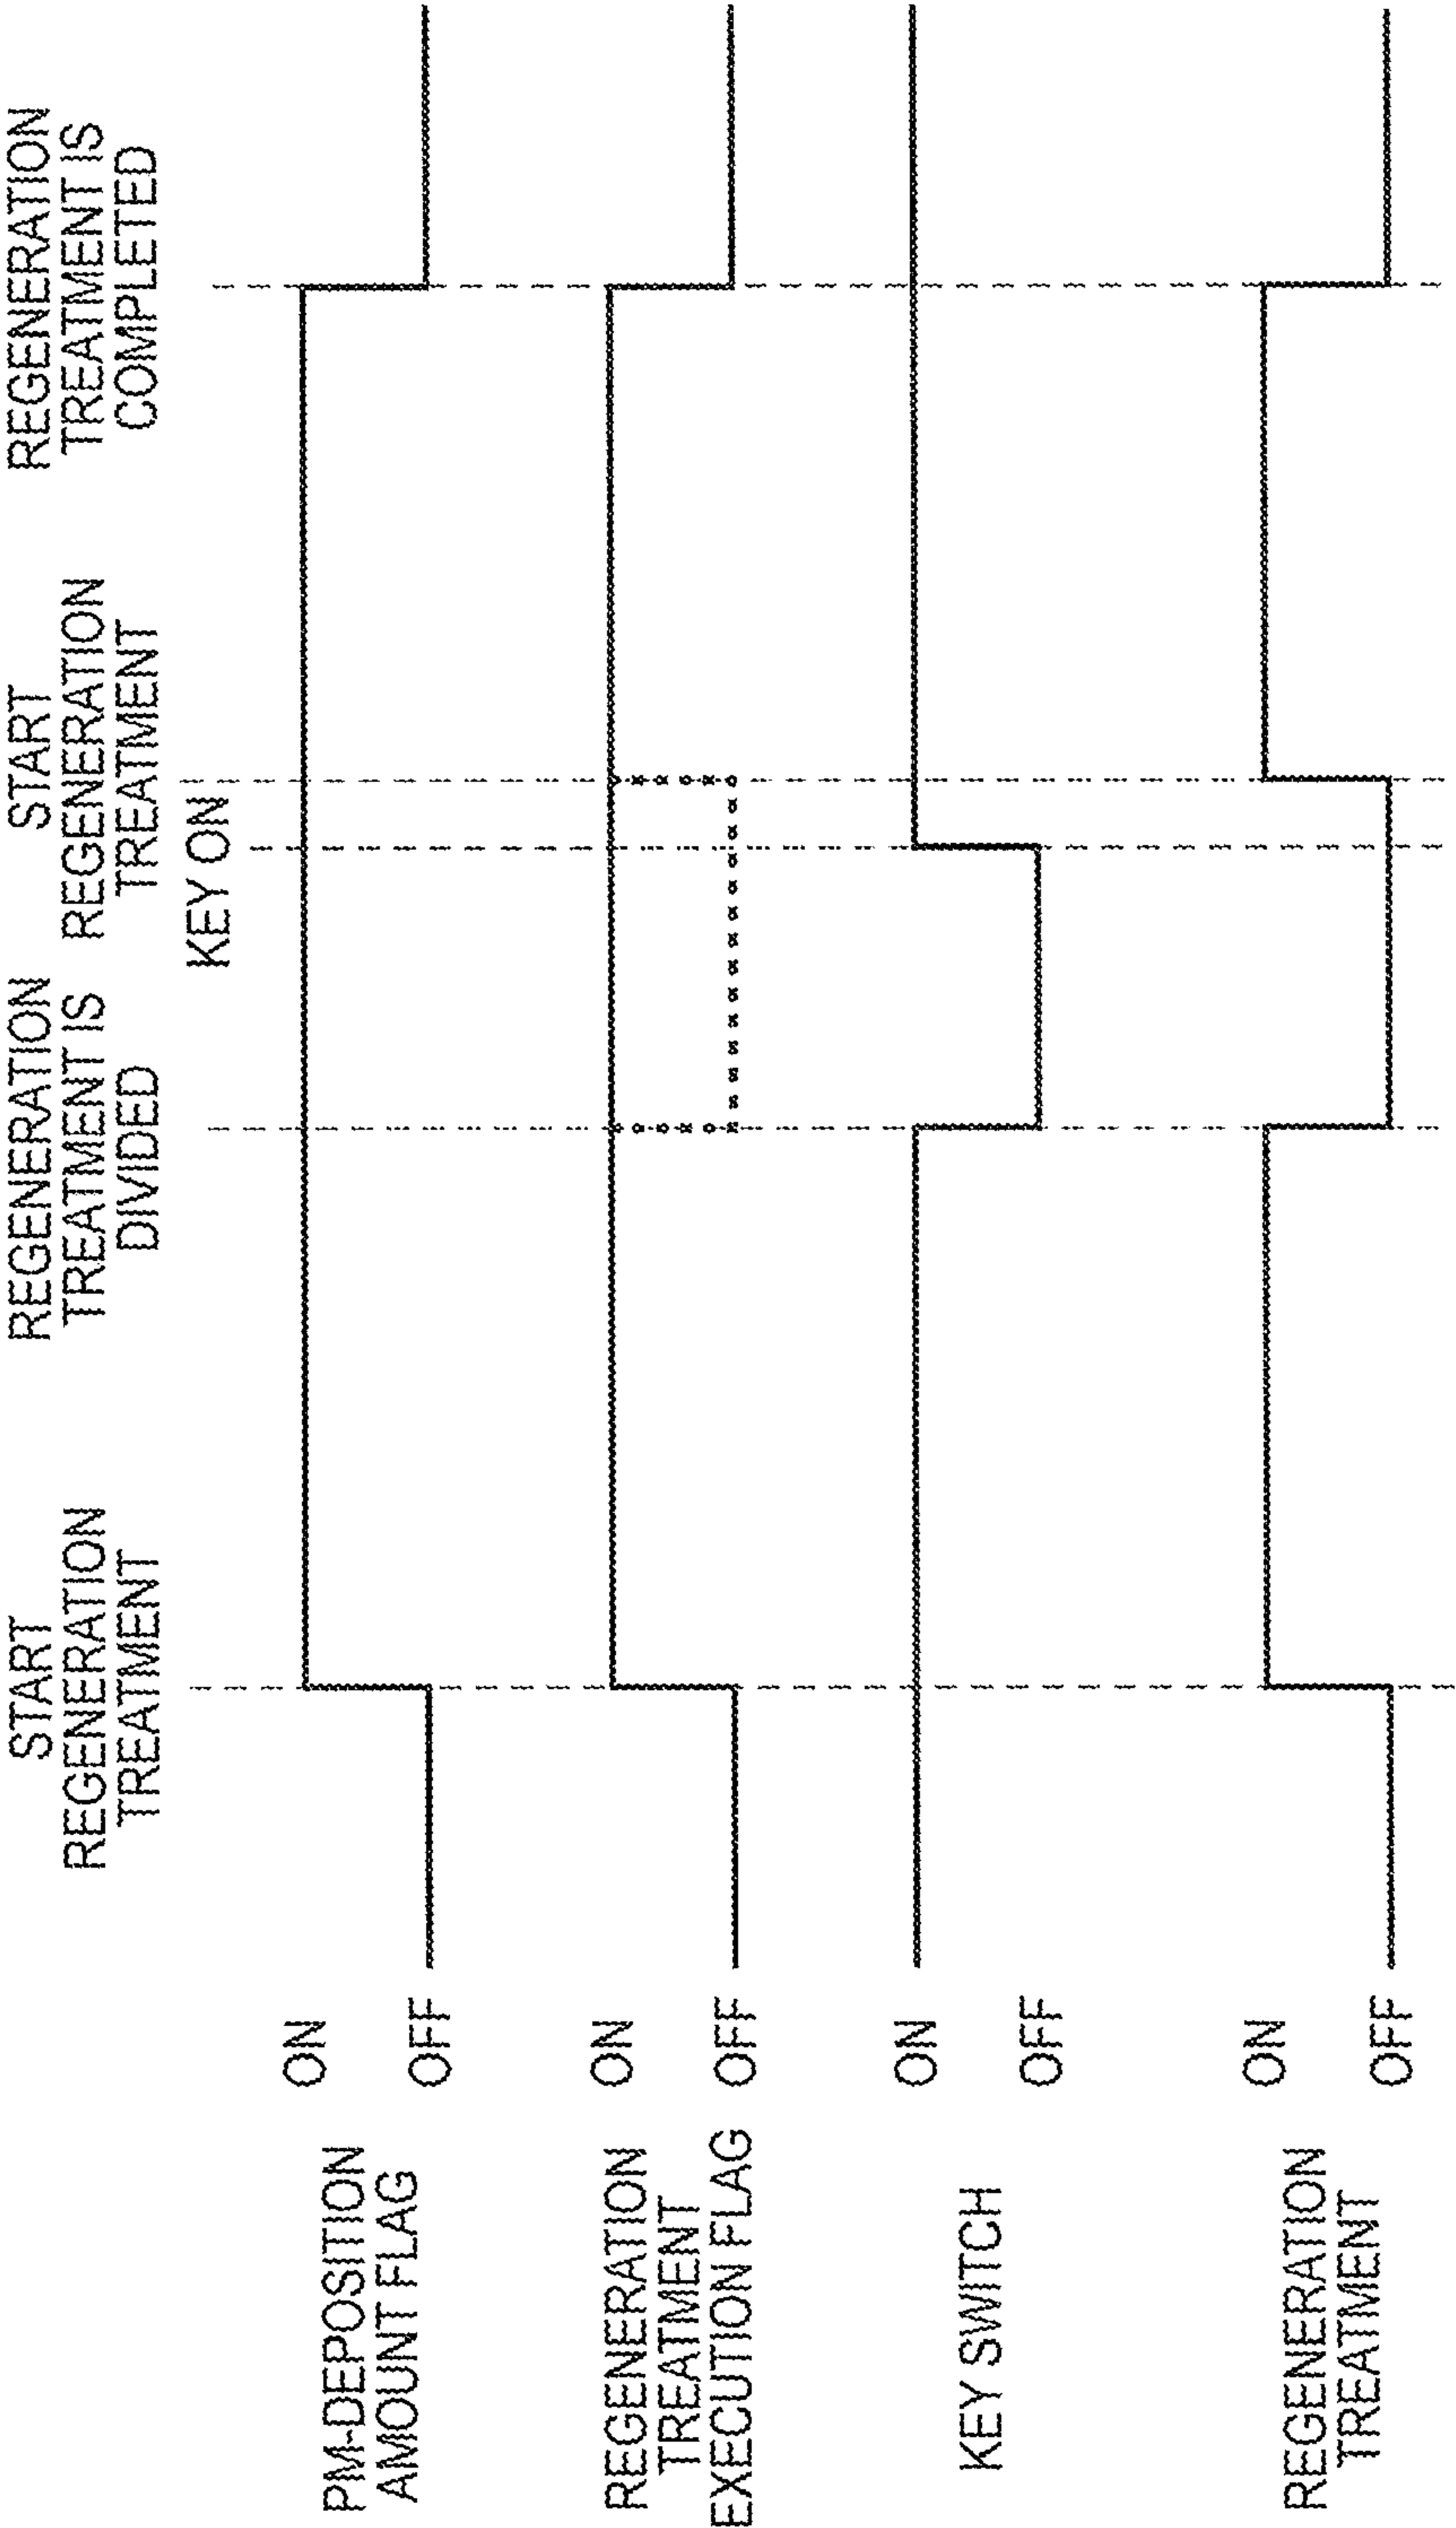 START
REGENERATION
TREATMENT
REGENERATION
TREATMENT IS
DIVIDED
START
REGENERATION
TREATMENT
REGENERATION
TREATMENT IS
COMPLETED
KEY ON
PM-DEPOSITION
AMOUNT FLAG
ON
OFF
REGENERATION
TREATMENT
EXECUTION FLAG
ON
OFF
KEY SWITCH
ON
OFF
REGENERATION
TREATMENT
ON
OFF